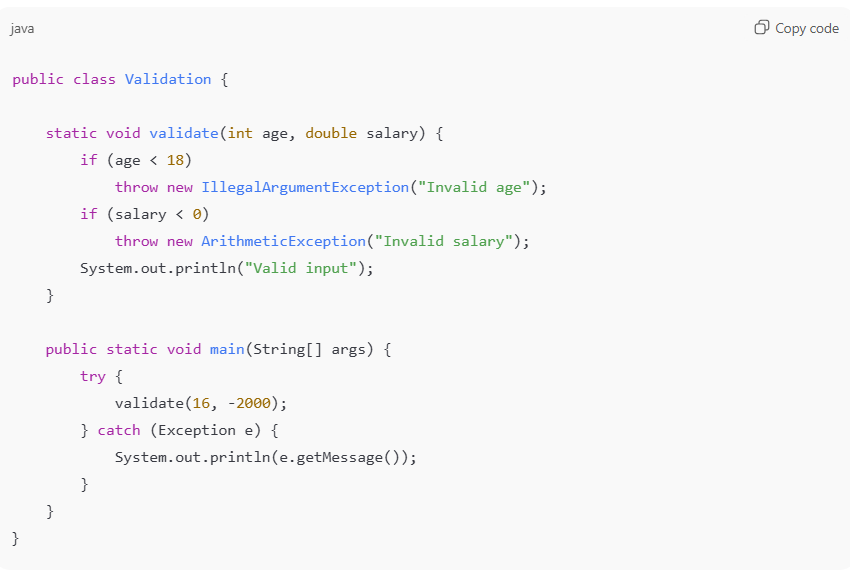 java
Copy code
public class Validation {
    static void validate(int age, double salary) {
        if (age < 18)
            throw new IllegalArgumentException("Invalid age");
        if (salary < 0)
            throw new ArithmeticException("Invalid salary");
        System.out.println("Valid input");
    }
    public static void main(String[] args) {
        try {
            validate(16, -2000);
        } catch (Exception e) {
            System.out.println(e.getMessage());
        }
    }
}